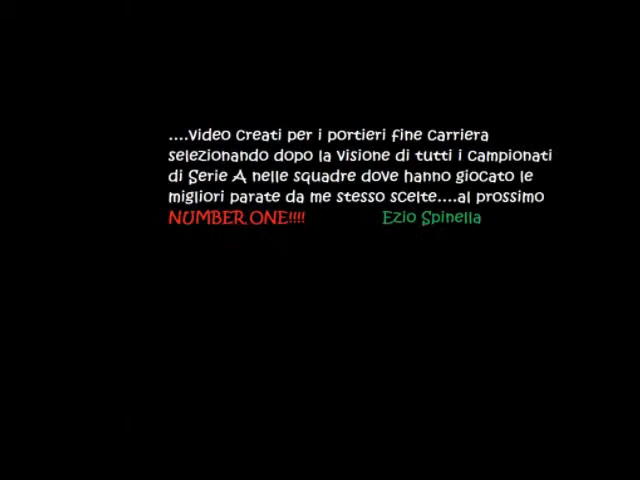 ....Video creati per i portieri fine carriera
selezionando dopo la visione di tutti i campionati
di Serie A nelle squadre dove hanno giocato le
migliori parate da me stesso scelte....al prossimo
NUMBER ONE!!!! Ezio Spinella